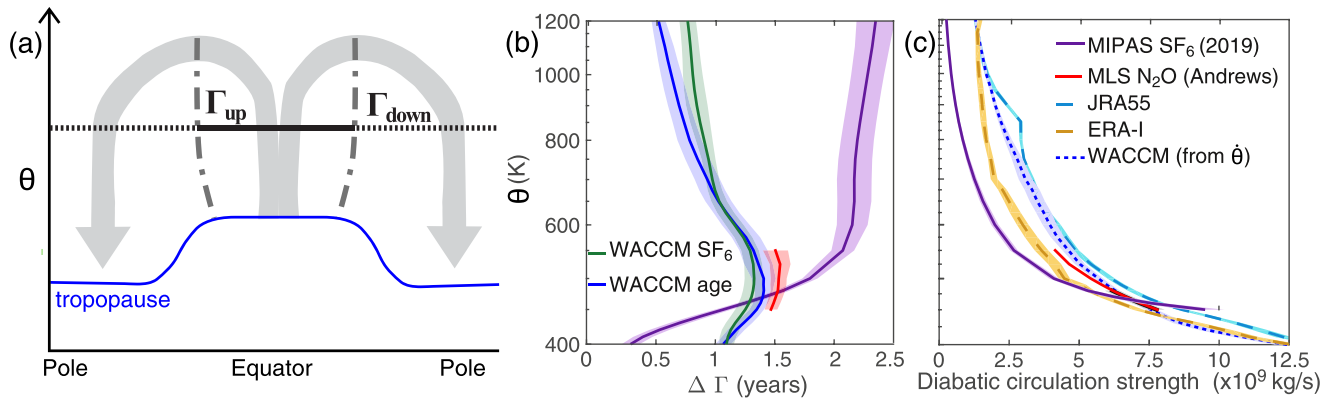 (a)
θ
Γup
Γdown
tropopause
Pole
Equator
Pole
(b)
1200
1000
800
600
400
θ (K)
WACCM SF6
WACCM age
0
0.5
1
1.5
2
2.5
Δ Γ (years)
(c)
MIPAS SF6 (2019)
MLS N2O (Andrews)
JRA55
ERA-I
WACCM (from θ̇)
0
2.5
5
7.5
10
12.5
Diabatic circulation strength (x10⁹ kg/s)